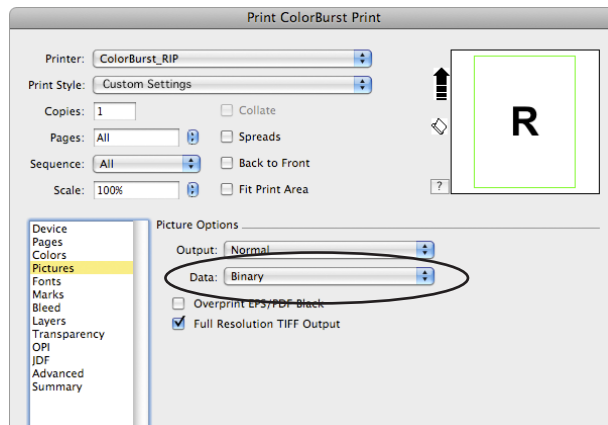 Print ColorBurst Print
Printer: ColorBurst_RIP
Print Style: Custom Settings
Copies: 1 Collate
Pages: All Spreads
Sequence: All Back to Front
Scale: 100% Fit Print Area
R
?
Device
Pages
Colors
Pictures
Fonts
Marks
Bleed
Layers
Transparency
OPI
JDF
Advanced
Summary
Picture Options
Output: Normal
Data: Binary
Overprint EPS/PDF Black
Full Resolution TIFF Output